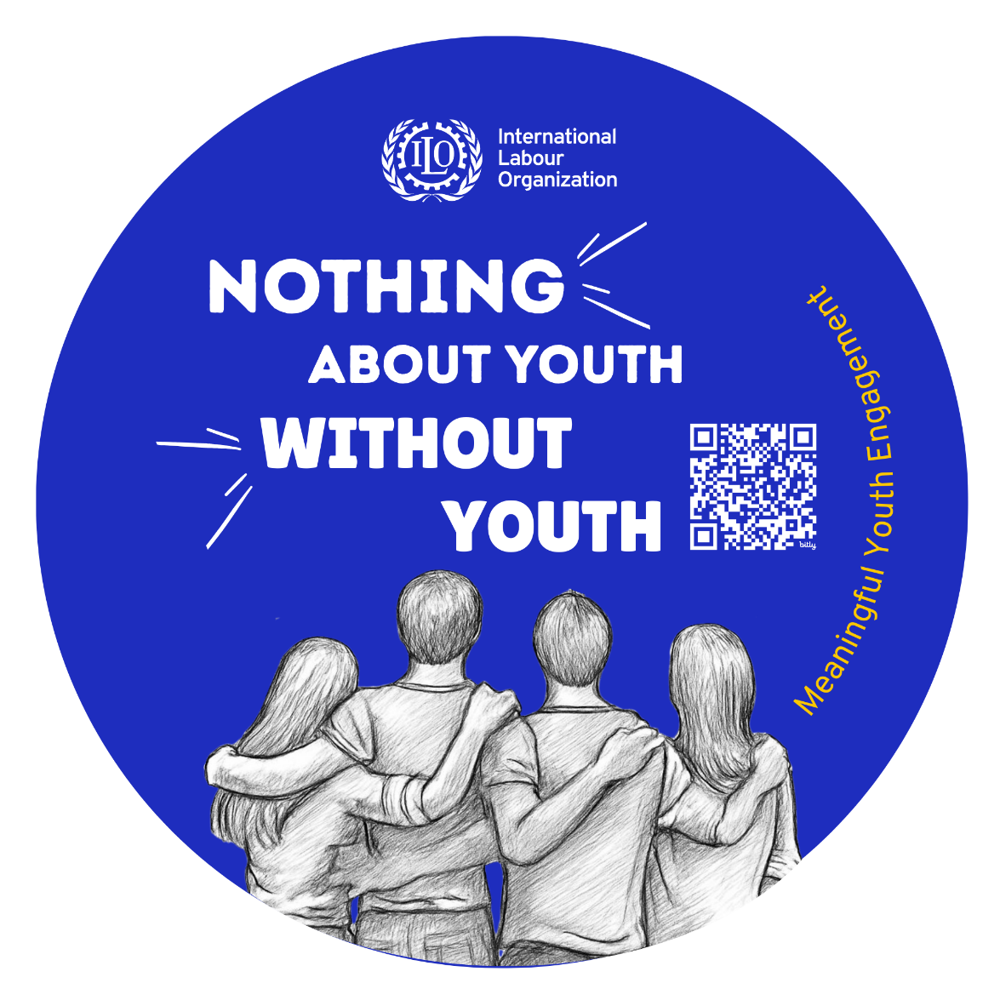 ILO
International
Labour
Organization
NOTHING
ABOUT YOUTH
WITHOUT
YOUTH
bitly
Meaningful Youth Engagement